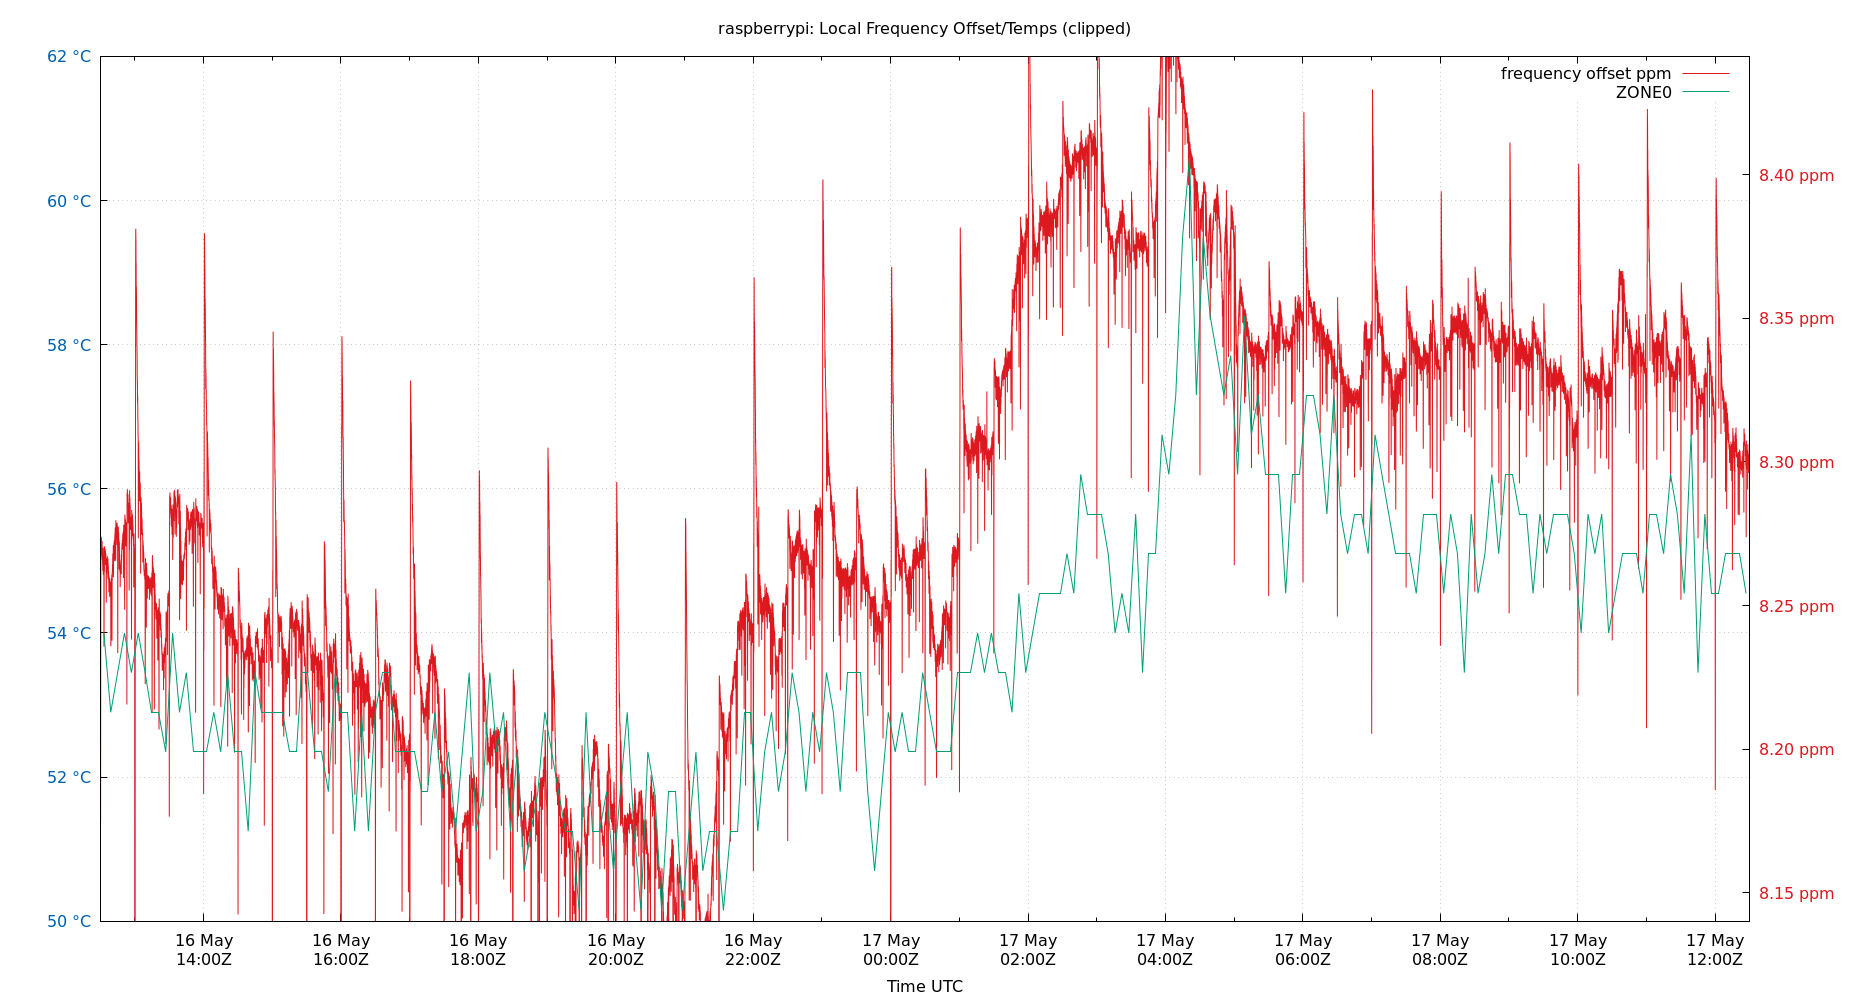 raspberrypi: Local Frequency Offset/Temps (clipped)
62 °C
60 °C
58 °C
56 °C
54 °C
52 °C
50 °C
frequency offset ppm
ZONE0
8.40 ppm
8.35 ppm
8.30 ppm
8.25 ppm
8.20 ppm
8.15 ppm
16 May
14:00Z
16 May
16:00Z
16 May
18:00Z
16 May
20:00Z
16 May
22:00Z
17 May
00:00Z
17 May
02:00Z
17 May
04:00Z
17 May
06:00Z
17 May
08:00Z
17 May
10:00Z
17 May
12:00Z
Time UTC